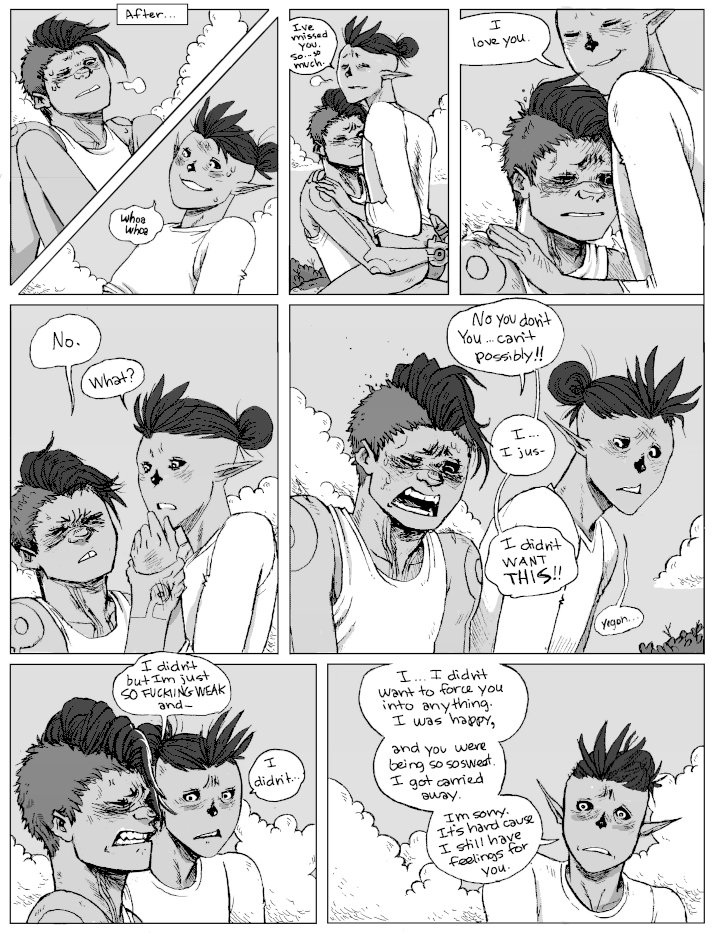 After...
whoa
whoa
I've
missed
you.
so...so
much.
I
love you.
No.
What?
No you don't
You...can't
possibly!!
I...
I jus-
I didn't
WANT
THIS!!
Yegon....
I didn't
but Im just
SO FUCKING WEAK
and-
I
didn't...
I... I didn't
want to force you
into anything.
I was happy,
and you were
being so so sweet.
I got carried
away.
Im sorry.
It's hard cause
I still have
feelings for
you.